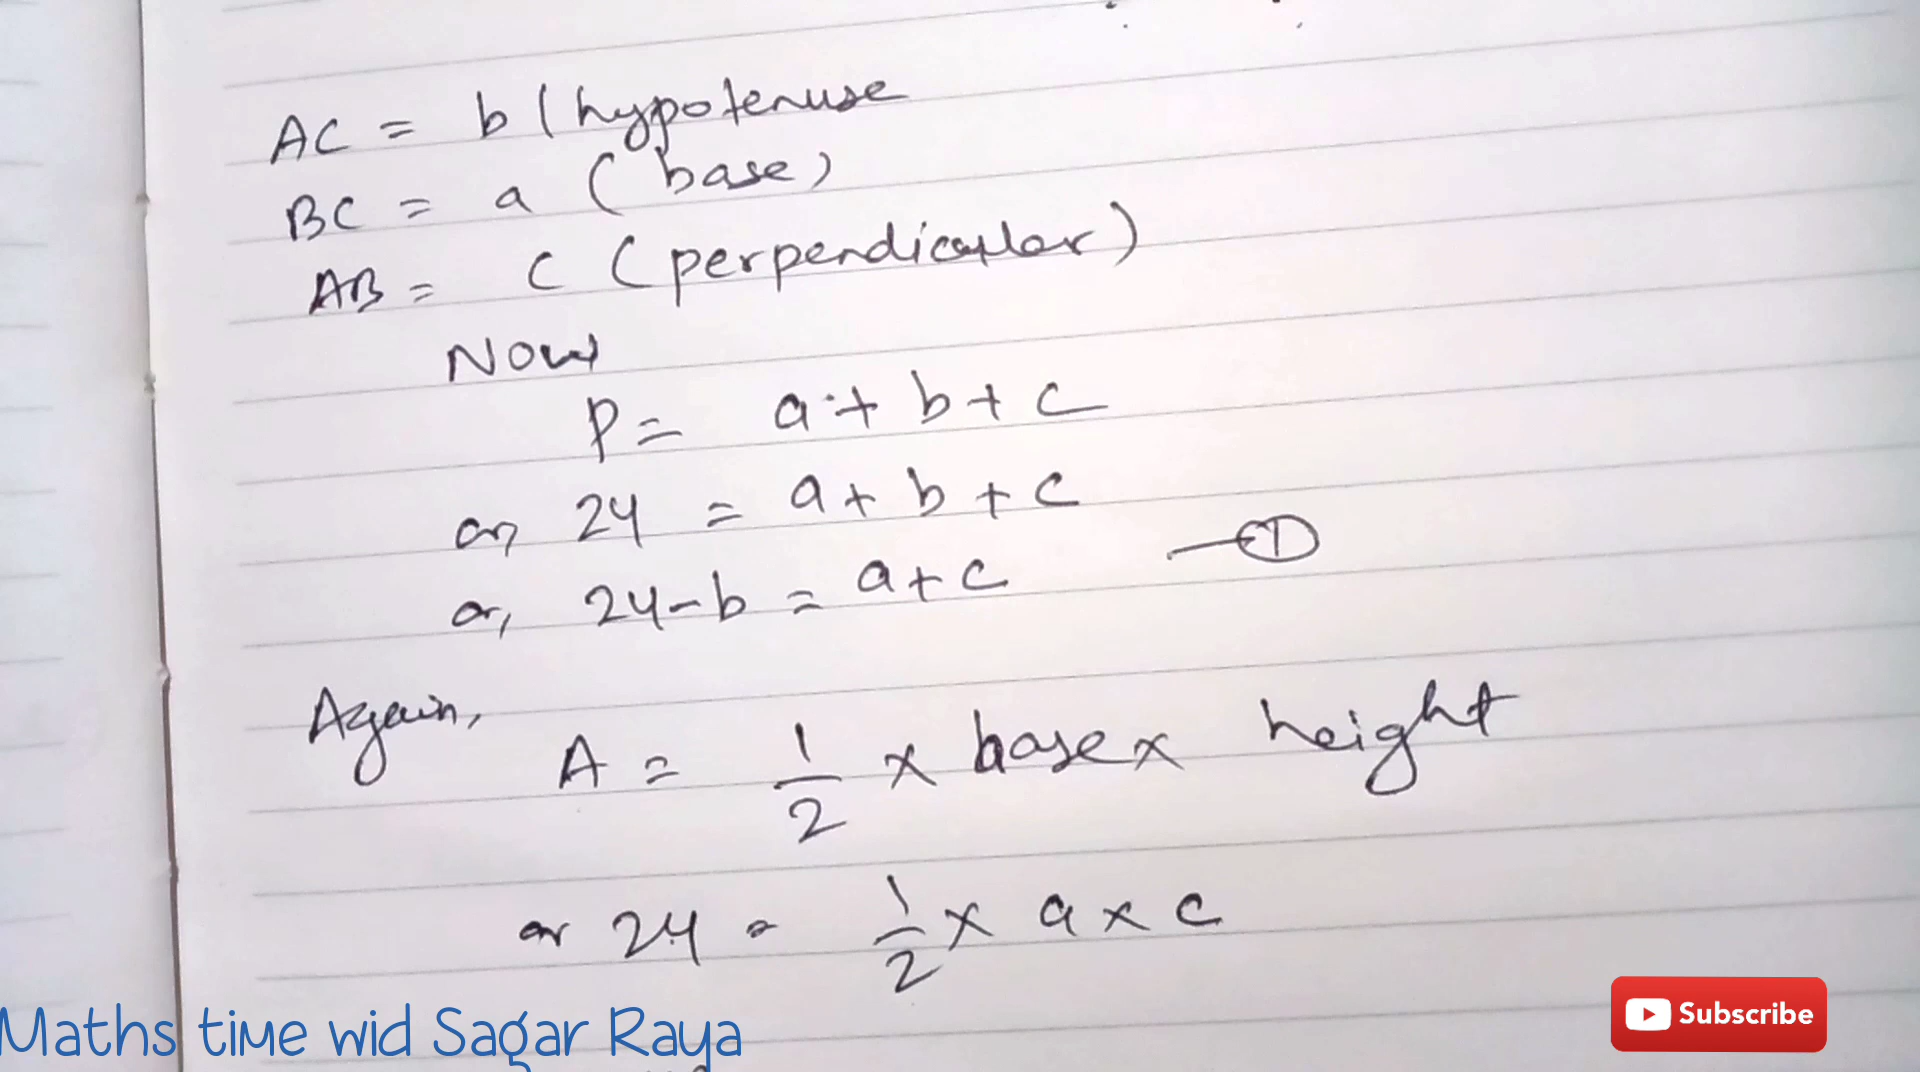 AC = b (hypotenuse
BC = a (base)
AB = c (perpendicular)
Now
P = a + b + c
or, 24 = a + b + c
or, 24 - b = a + c — ①
Again,
A = 1/2 × base × height
or 24 = 1/2 × a × c
Maths time wid Sagar Raya
Subscribe